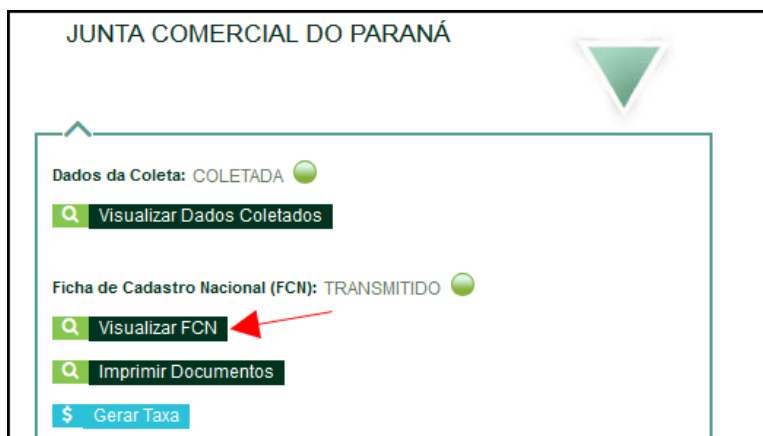 JUNTA COMERCIAL DO PARANÁ
Dados da Coleta: COLETADA
Visualizar Dados Coletados
Ficha de Cadastro Nacional (FCN): TRANSMITIDO
Visualizar FCN
Imprimir Documentos
$ Gerar Taxa